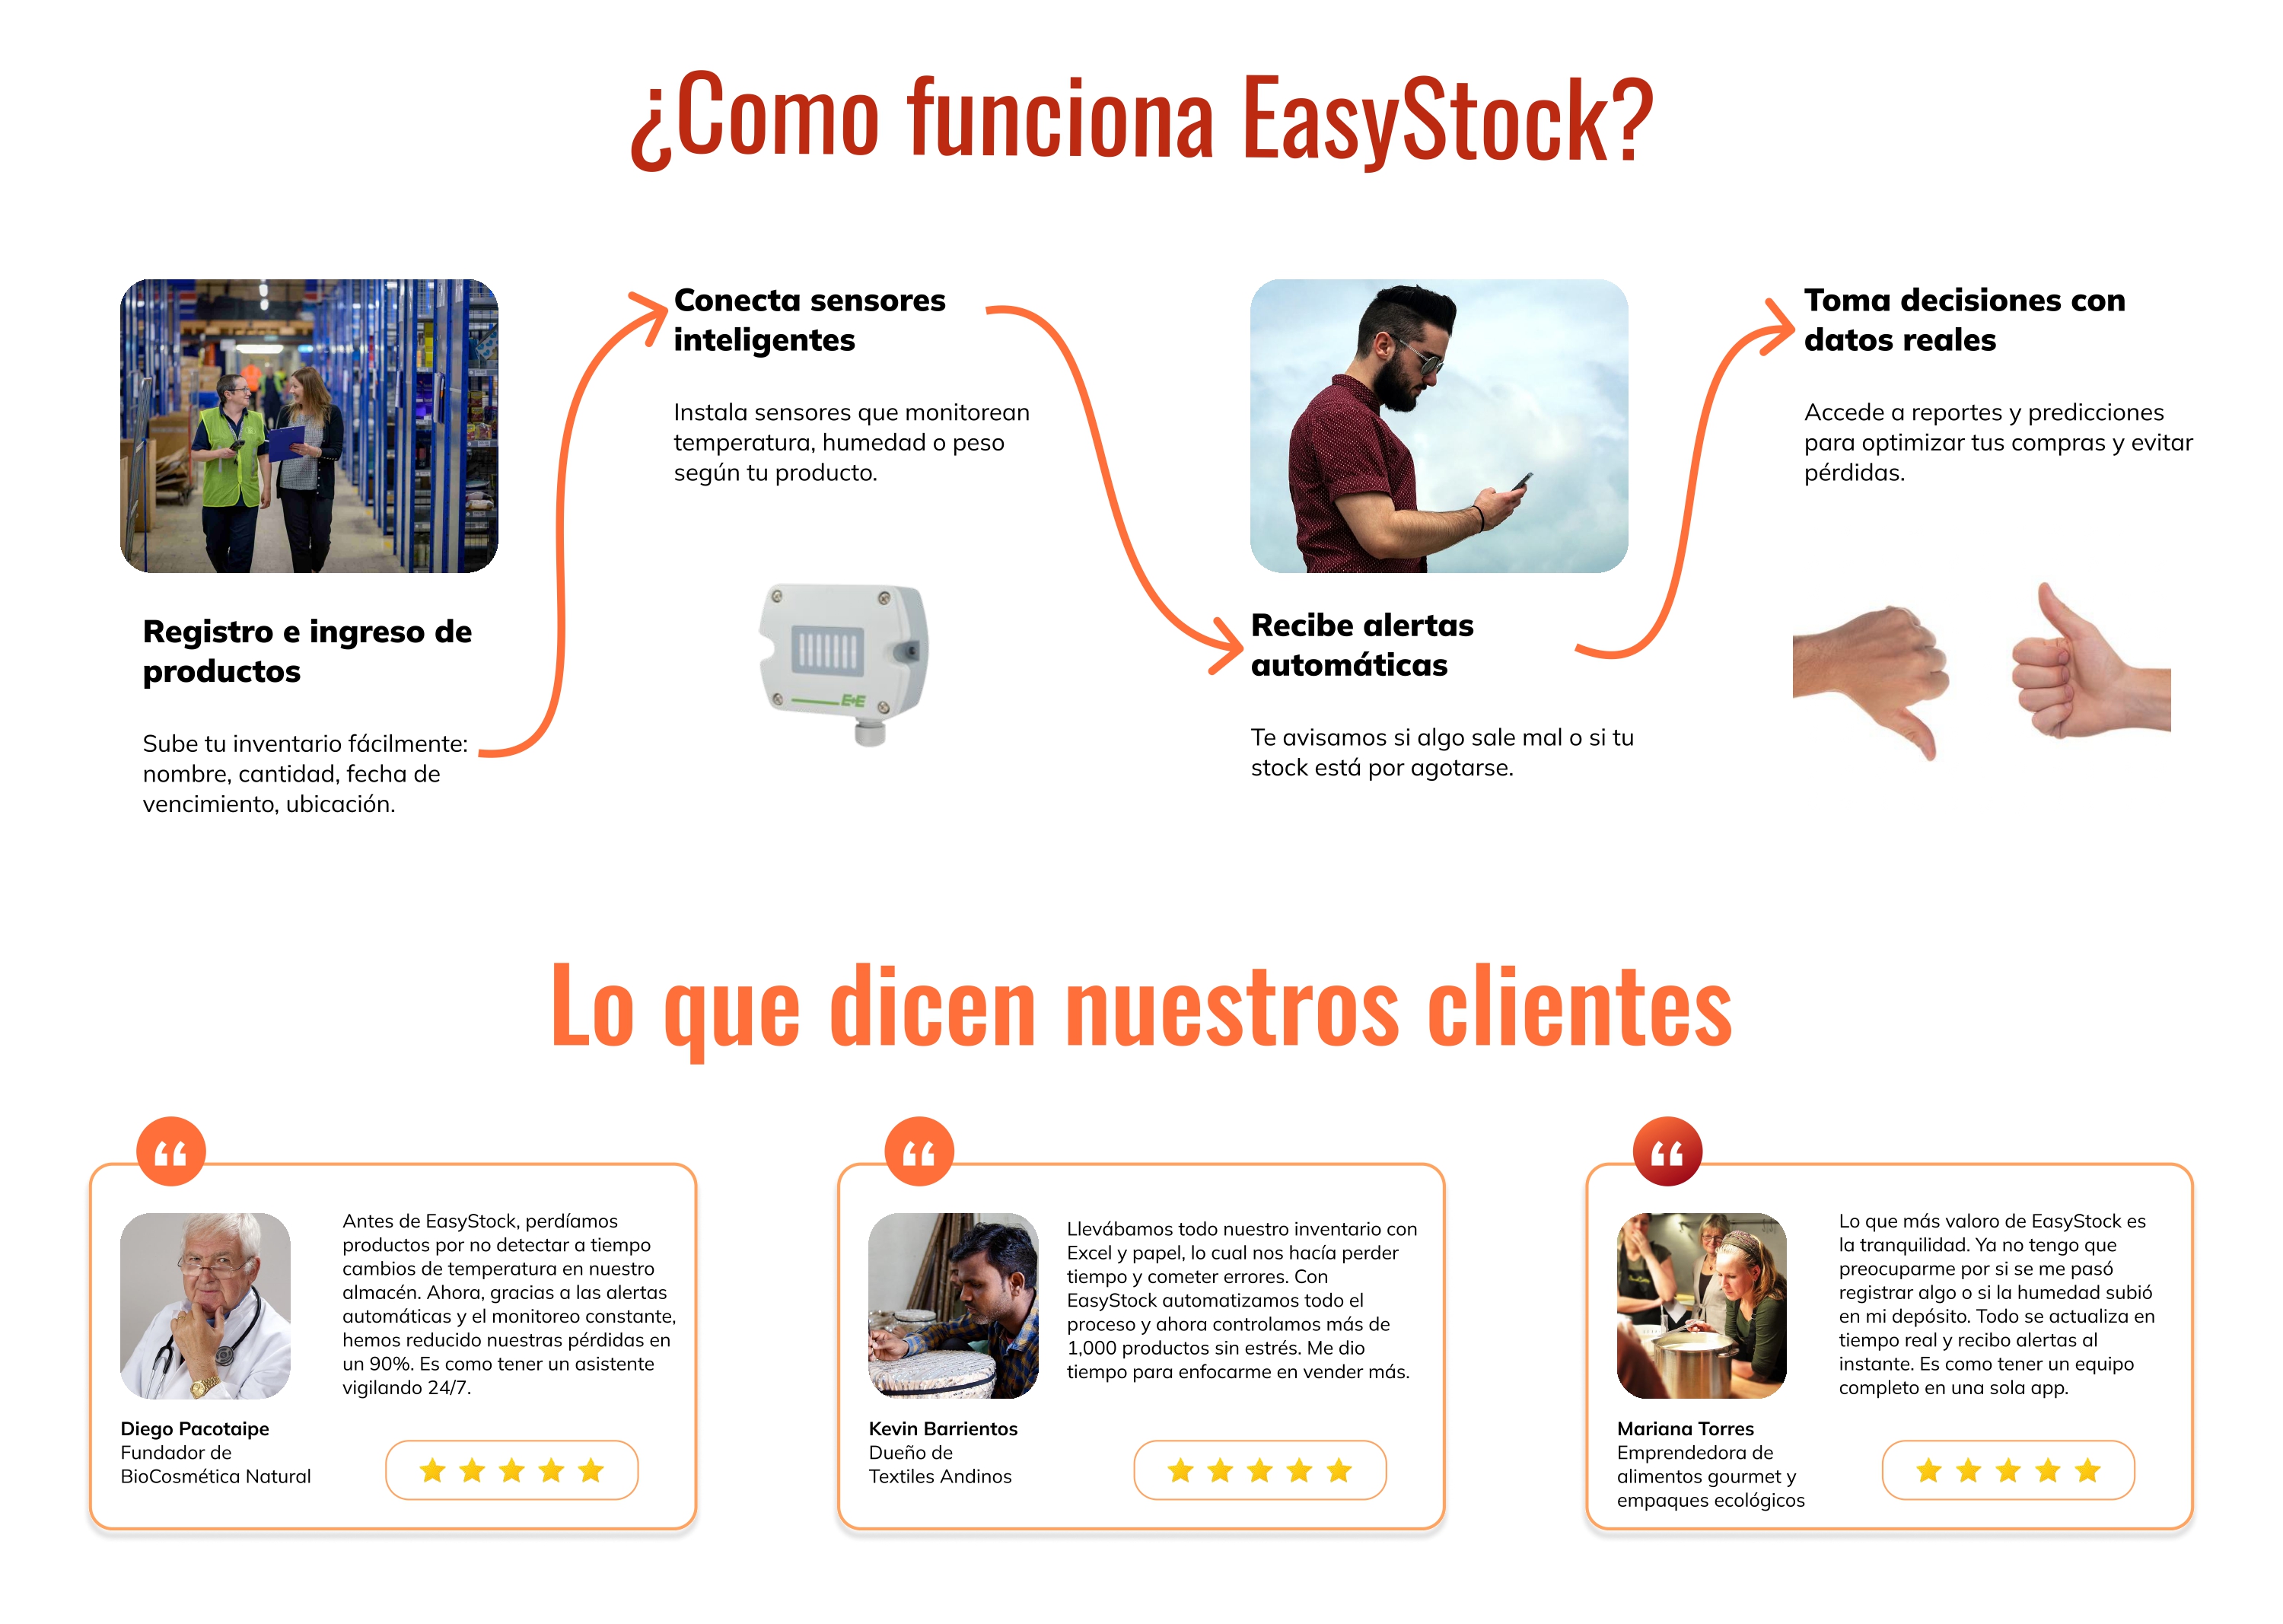 ¿Como funciona EasyStock?
Registro e ingreso de
productos
Sube tu inventario fácilmente:
nombre, cantidad, fecha de
vencimiento, ubicación.
Conecta sensores
inteligentes
Instala sensores que monitorean
temperatura, humedad o peso
según tu producto.
E+E
Recibe alertas
automáticas
Te avisamos si algo sale mal o si tu
stock está por agotarse.
Toma decisiones con
datos reales
Accede a reportes y predicciones
para optimizar tus compras y evitar
pérdidas.
Lo que dicen nuestros clientes
“
Antes de EasyStock, perdíamos
productos por no detectar a tiempo
cambios de temperatura en nuestro
almacén. Ahora, gracias a las alertas
automáticas y el monitoreo constante,
hemos reducido nuestras pérdidas en
un 90%. Es como tener un asistente
vigilando 24/7.
Diego Pacotaipe
Fundador de
BioCosmética Natural
“
Llevábamos todo nuestro inventario con
Excel y papel, lo cual nos hacía perder
tiempo y cometer errores. Con
EasyStock automatizamos todo el
proceso y ahora controlamos más de
1,000 productos sin estrés. Me dio
tiempo para enfocarme en vender más.
Kevin Barrientos
Dueño de
Textiles Andinos
“
Lo que más valoro de EasyStock es
la tranquilidad. Ya no tengo que
preocuparme por si se me pasó
registrar algo o si la humedad subió
en mi depósito. Todo se actualiza en
tiempo real y recibo alertas al
instante. Es como tener un equipo
completo en una sola app.
Mariana Torres
Emprendedora de
alimentos gourmet y
empaques ecológicos